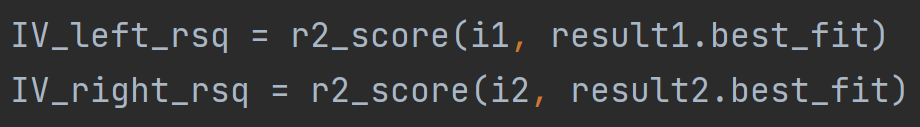 IV_left_rsq = r2_score(i1, result1.best_fit)
IV_right_rsq = r2_score(i2, result2.best_fit)